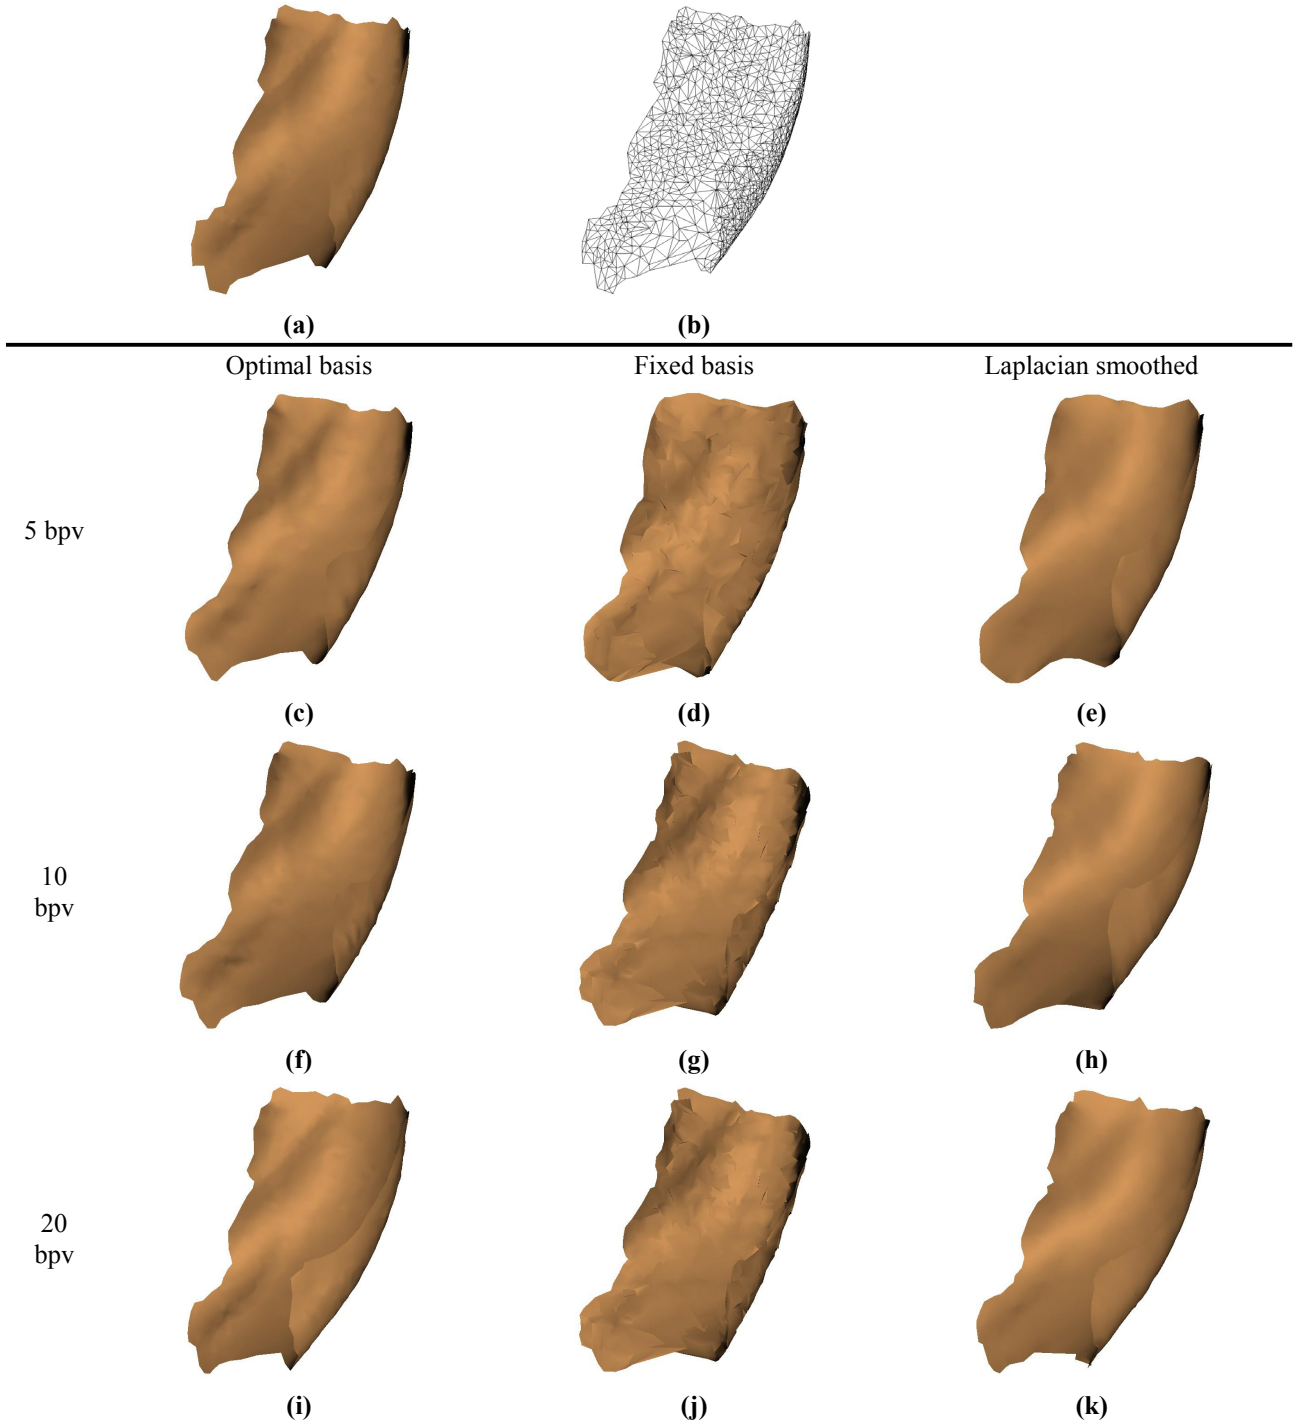 (a)
(b)
Optimal basis
Fixed basis
Laplacian smoothed
5 bpv
(c)
(d)
(e)
10
bpv
(f)
(g)
(h)
20
bpv
(i)
(j)
(k)